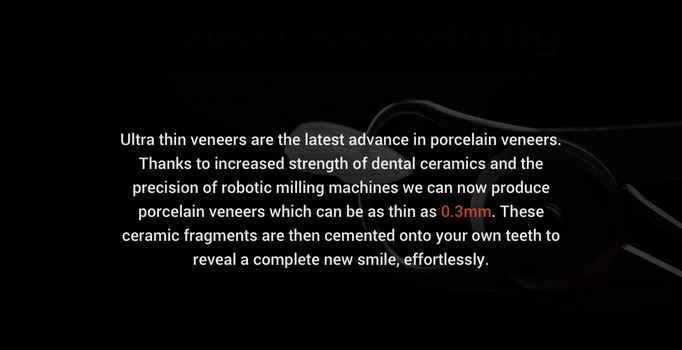 Ultra thin veneers are the latest advance in porcelain veneers.
Thanks to increased strength of dental ceramics and the
precision of robotic milling machines we can now produce
porcelain veneers which can be as thin as 0.3mm. These
ceramic fragments are then cemented onto your own teeth to
reveal a complete new smile, effortlessly.